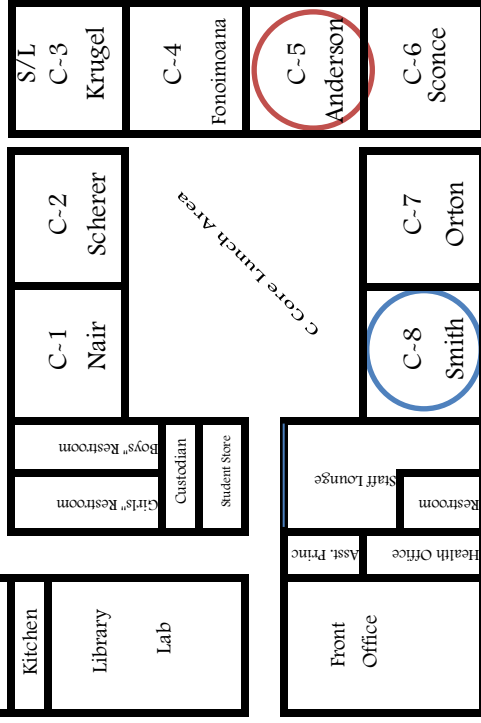 S/L
C~3
Krugel
C~4
Fonoimoana
C~5
Anderson
C~6
Sconce
C~2
Scherer
C Core Lunch Area
C~7
Orton
C~1
Nair
C~8
Smith
Boys" Restroom
Girls" Restroom
Custodian
Student Store
Staff Lounge
Restroom
Asst. Princ
Health Office
Kitchen
Library
Lab
Front
Office